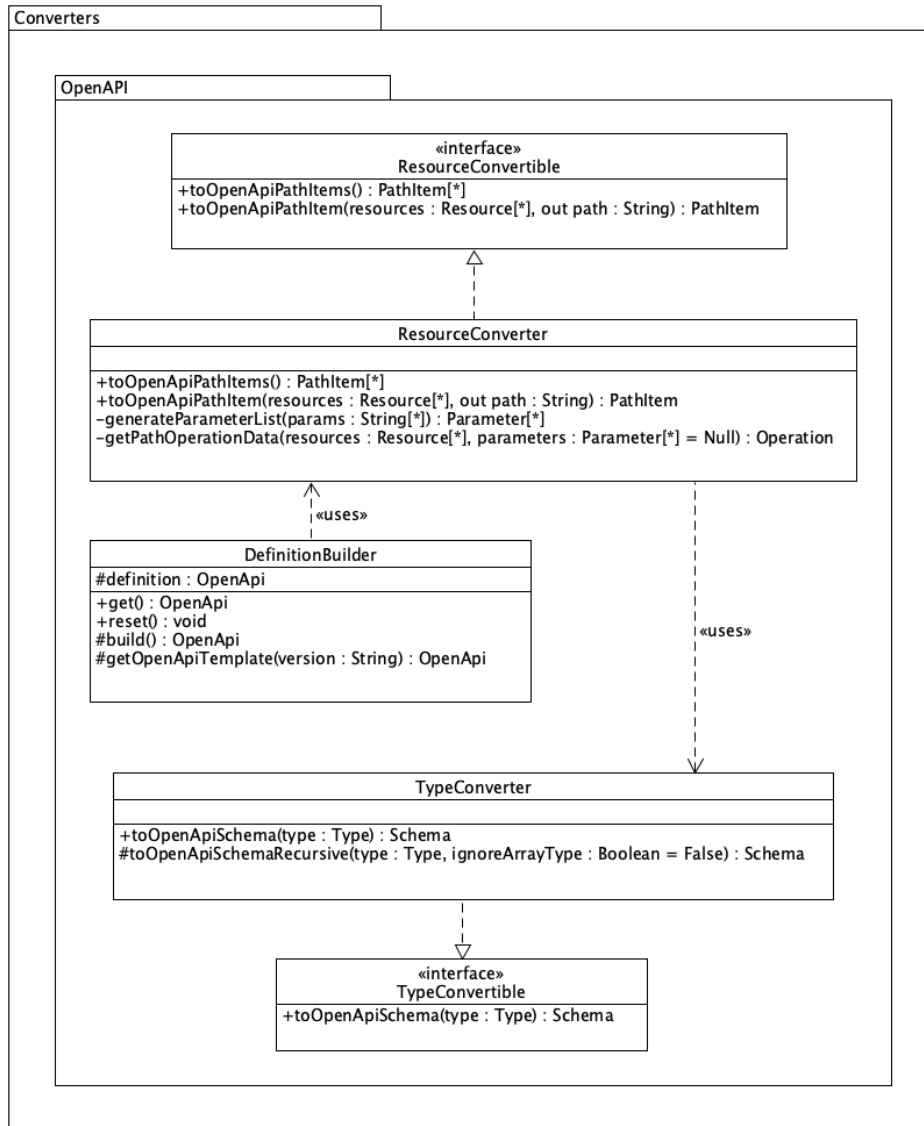 Converters
OpenAPI
«interface»
ResourceConvertible
+toOpenApiPathItems() : PathItem[*]
+toOpenApiPathItem(resources : Resource[*], out path : String) : PathItem
ResourceConverter
+toOpenApiPathItems() : PathItem[*]
+toOpenApiPathItem(resources : Resource[*], out path : String) : PathItem
-generateParameterList(params : String[*]) : Parameter[*]
-getPathOperationData(resources : Resource[*], parameters : Parameter[*] = Null) : Operation
«uses»
DefinitionBuilder
#definition : OpenApi
+get() : OpenApi
+reset() : void
#build() : OpenApi
#getOpenApiTemplate(version : String) : OpenApi
«uses»
TypeConverter
+toOpenApiSchema(type : Type) : Schema
#toOpenApiSchemaRecursive(type : Type, ignoreArrayType : Boolean = False) : Schema
«interface»
TypeConvertible
+toOpenApiSchema(type : Type) : Schema